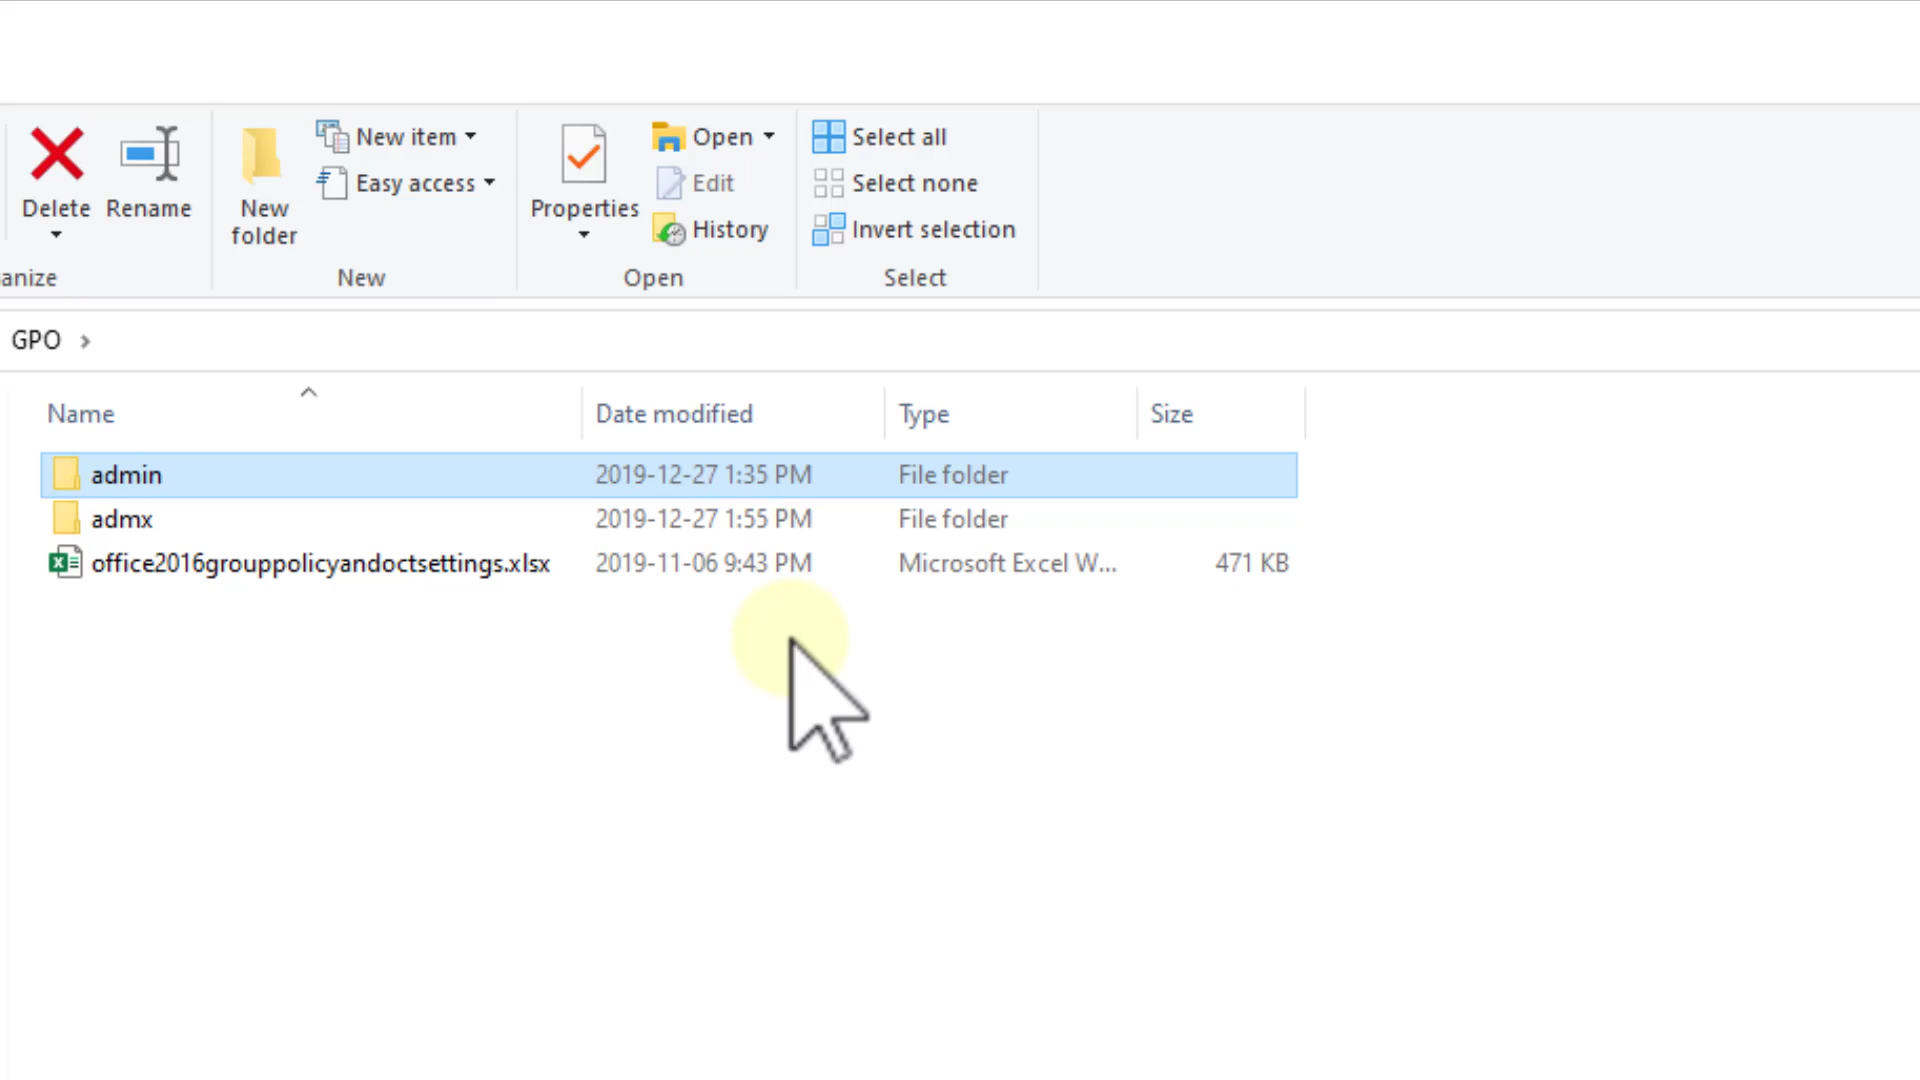 New item
Open
Select all
Easy access
Edit
Select none
Delete
Rename
New
folder
Properties
History
Invert selection
anize
New
Open
Select
GPO
Name
Date modified
Type
Size
admin
2019-12-27 1:35 PM
File folder
admx
2019-12-27 1:55 PM
File folder
office2016grouppolicyandoctsettings.xlsx
2019-11-06 9:43 PM
Microsoft Excel W...
471 KB